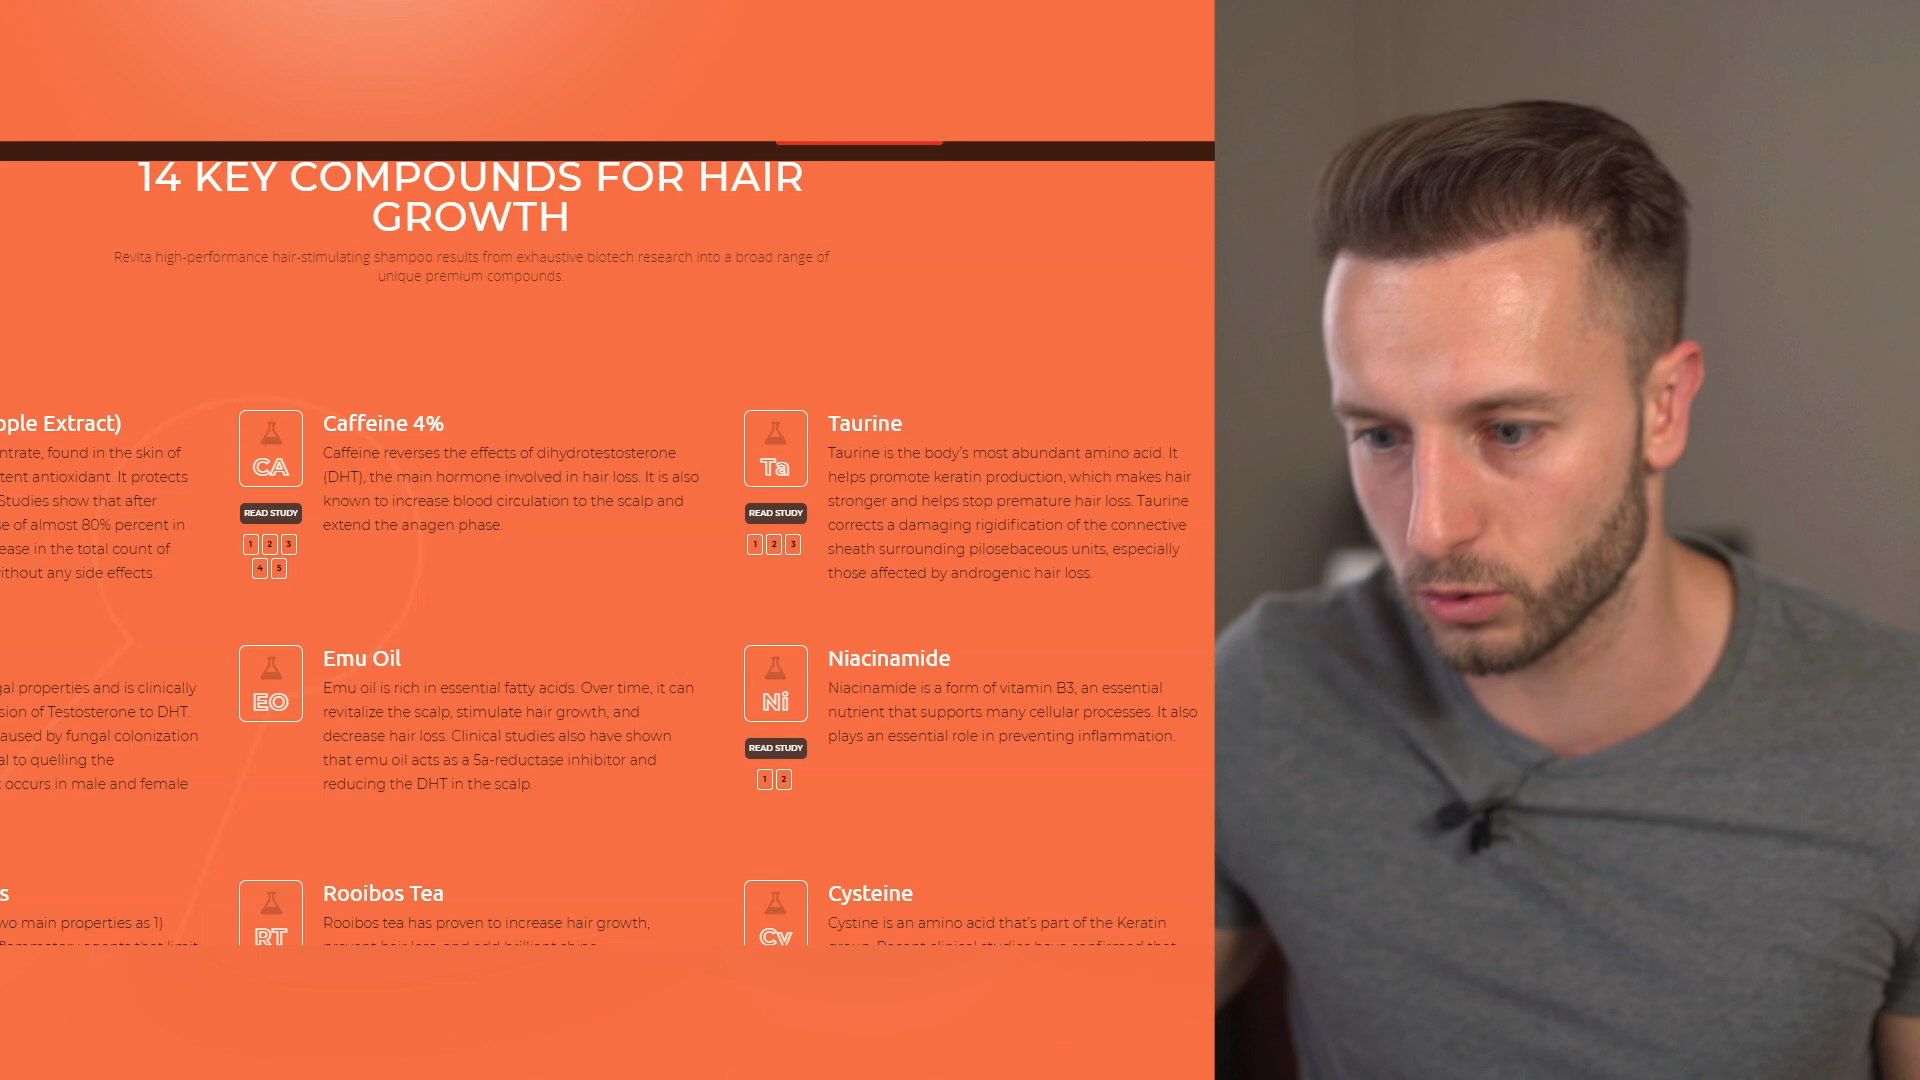 14 KEY COMPOUNDS FOR HAIR
GROWTH
Revita high-performance hair-stimulating shampoo results from exhaustive biotech research into a broad range of
unique premium compounds.
Extract)
found in the skin of
antioxidant. It protects
Studies show that after
of almost 80% percent in
in the total count of
without any side effects.
CA
READ STUDY
1 2 3
4 5
Caffeine 4%
Caffeine reverses the effects of dihydrotestosterone
(DHT), the main hormone involved in hair loss. It is also
known to increase blood circulation to the scalp and
extend the anagen phase.
Ta
READ STUDY
1 2 3
Taurine
Taurine is the body's most abundant amino acid. It
helps promote keratin production, which makes hair
stronger and helps stop premature hair loss. Taurine
corrects a damaging rigidification of the connective
sheath surrounding pilosebaceous units, especially
those affected by androgenic hair loss.
properties and is clinically
of Testosterone to DHT.
caused by fungal colonization
to quelling the
occurs in male and female
EO
Emu Oil
Emu oil is rich in essential fatty acids. Over time, it can
revitalize the scalp, stimulate hair growth, and
decrease hair loss. Clinical studies also have shown
that emu oil acts as a 5a-reductase inhibitor and
reducing the DHT in the scalp.
Ni
READ STUDY
1 2
Niacinamide
Niacinamide is a form of vitamin B3, an essential
nutrient that supports many cellular processes. It also
plays an essential role in preventing inflammation.
two main properties as 1)
RT
Rooibos Tea
Rooibos tea has proven to increase hair growth,
Cy
Cysteine
Cystine is an amino acid that's part of the Keratin